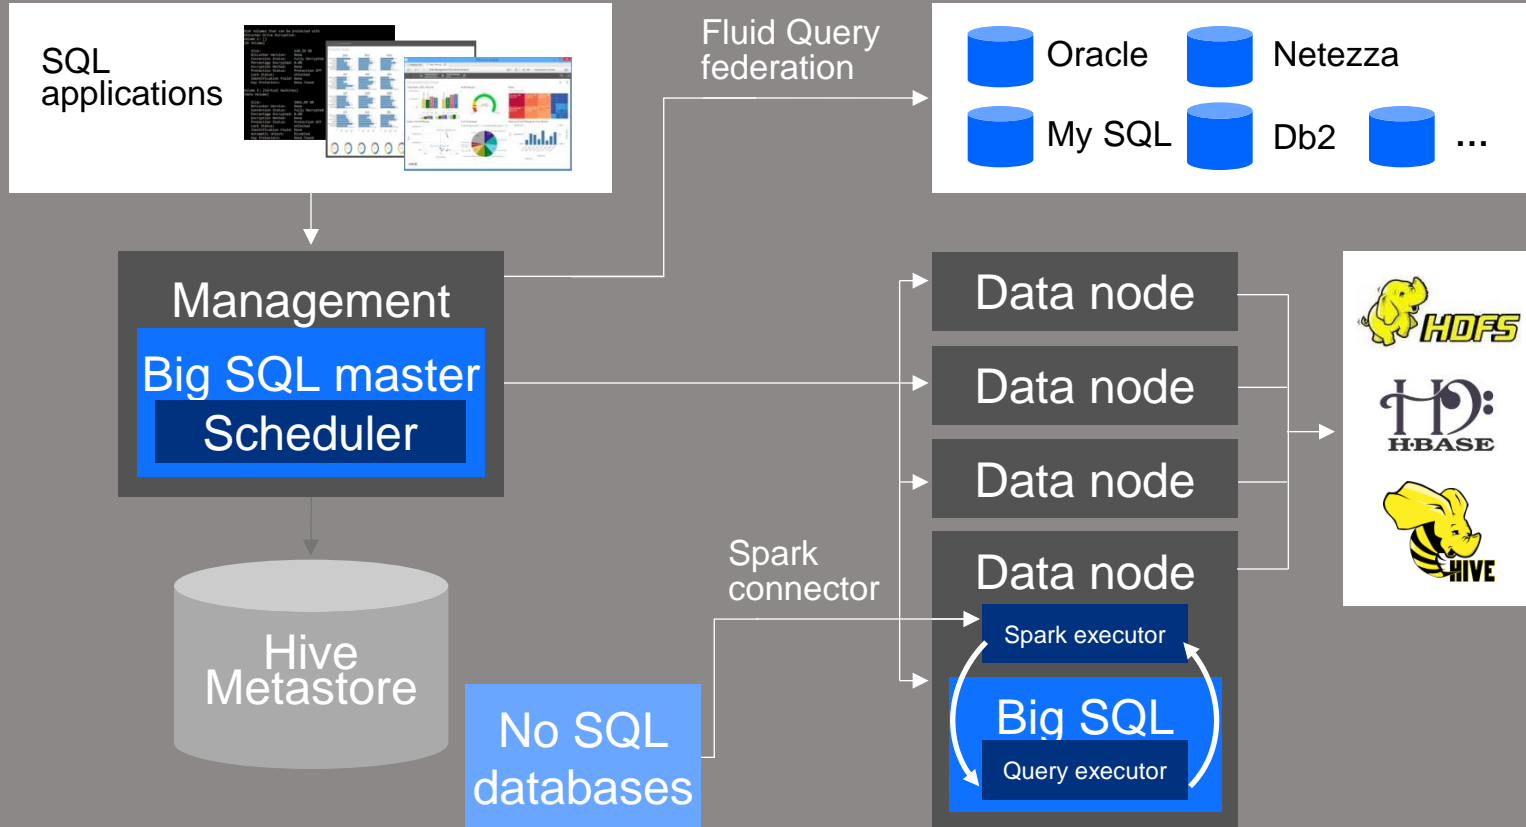 SQL
applications
Fluid Query
federation
Oracle
Netezza
My SQL
Db2
...
Management
Big SQL master
Scheduler
Hive
Metastore
No SQL
databases
Spark
connector
Data node
Data node
Data node
Data node
Spark executor
Big SQL
Query executor
HDFS
H·BASE
HIVE